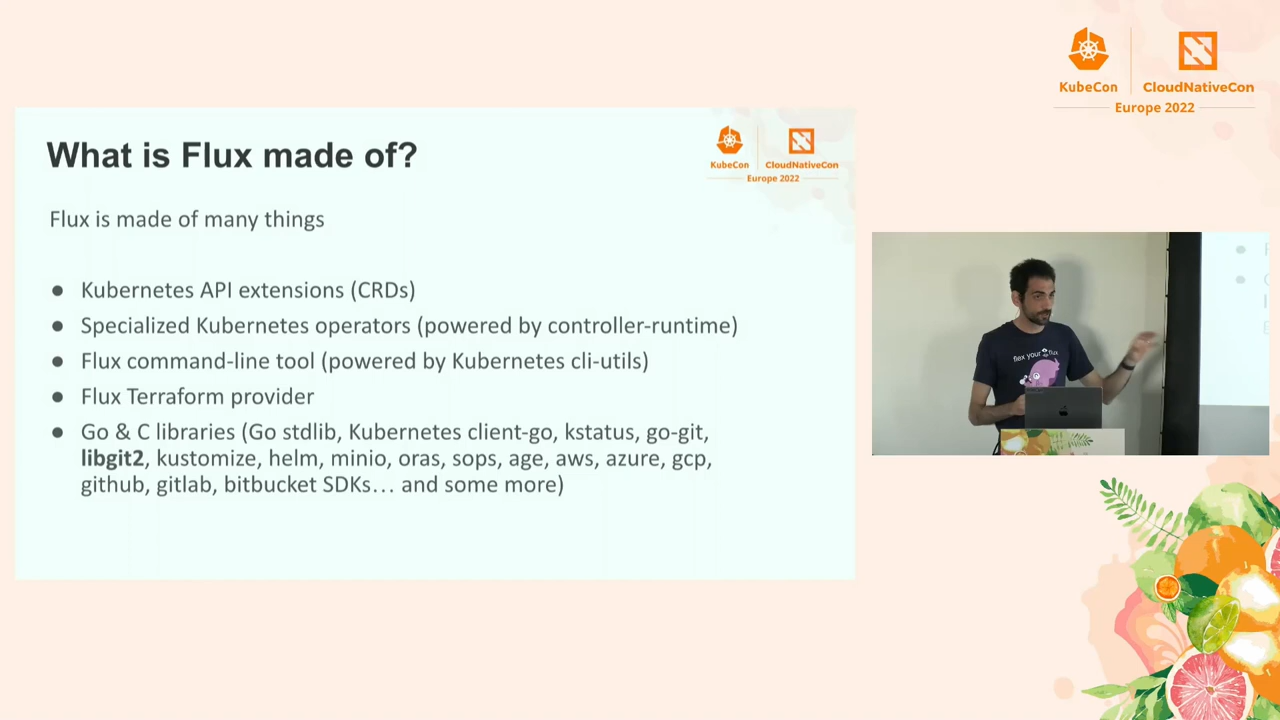 KubeCon
CloudNativeCon
Europe 2022
What is Flux made of?
KubeCon
CloudNativeCon
Europe 2022
Flux is made of many things
● Kubernetes API extensions (CRDs)
● Specialized Kubernetes operators (powered by controller-runtime)
● Flux command-line tool (powered by Kubernetes cli-utils)
● Flux Terraform provider
● Go & C libraries (Go stdlib, Kubernetes client-go, kstatus, go-git,
libgit2, kustomize, helm, minio, oras, sops, age, aws, azure, gcp,
github, gitlab, bitbucket SDKs... and some more)
flex your flux